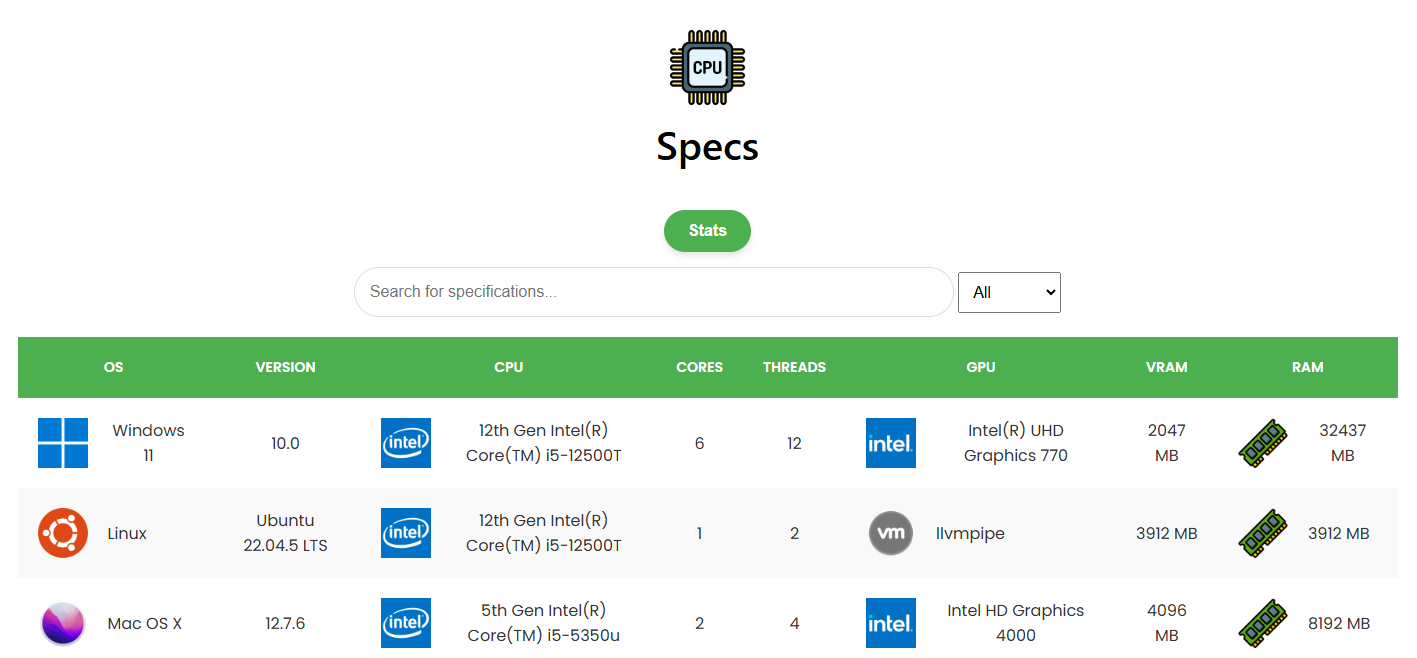 CPU
Specs
Stats
Search for specifications...
All
OS VERSION CPU CORES THREADS GPU VRAM RAM
Windows
11
10.0
intel
12th Gen Intel(R)
Core(TM) i5-12500T
6
12
intel.
Intel(R) UHD
Graphics 770
2047
MB
32437
MB
Linux
Ubuntu
22.04.5 LTS
intel
12th Gen Intel(R)
Core(TM) i5-12500T
1
2
vm
llvmpipe
3912 MB
3912 MB
Mac OS X
12.7.6
intel
5th Gen Intel(R)
Core(TM) i5-5350u
2
4
intel.
Intel HD Graphics
4000
4096
MB
8192 MB